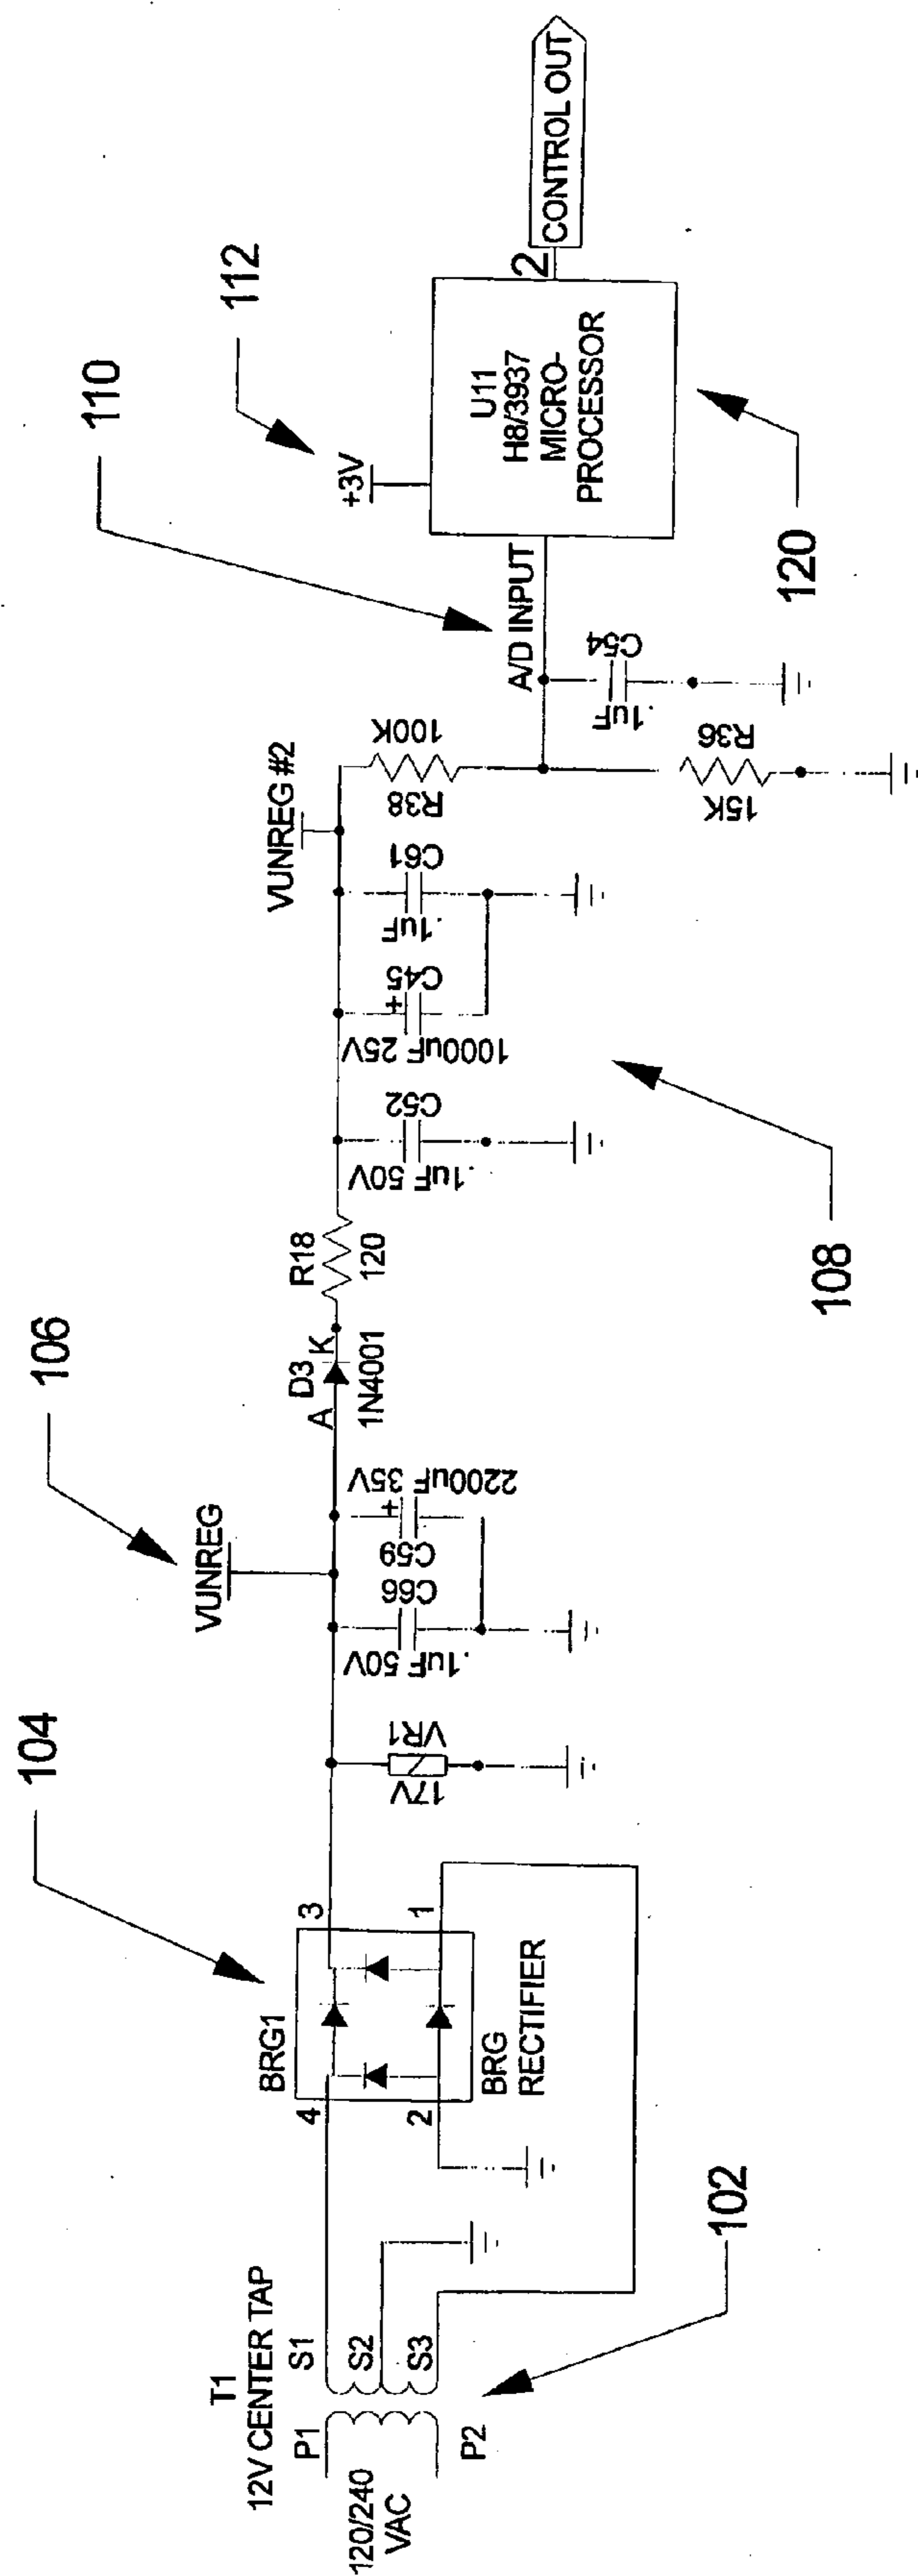 T1
12V CENTER TAP
P1
S1
S2
S3
P2
120/240
VAC
102
BRG1
4
3
2
1
BRG
RECTIFIER
104
VR1
17V
VUNREG
106
C66
.1uF 50V
C59
2200uF 35V
+
D3
A
K
1N4001
R18
120
C52
.1uF 50V
C45
1000uF 25V
+
C61
.1uF
108
VUNREG #2
R38
100K
R36
15K
C54
.1uF
A/D INPUT
110
+3V
112
U11
H8/3937
MICRO-
PROCESSOR
120
2
CONTROL OUT